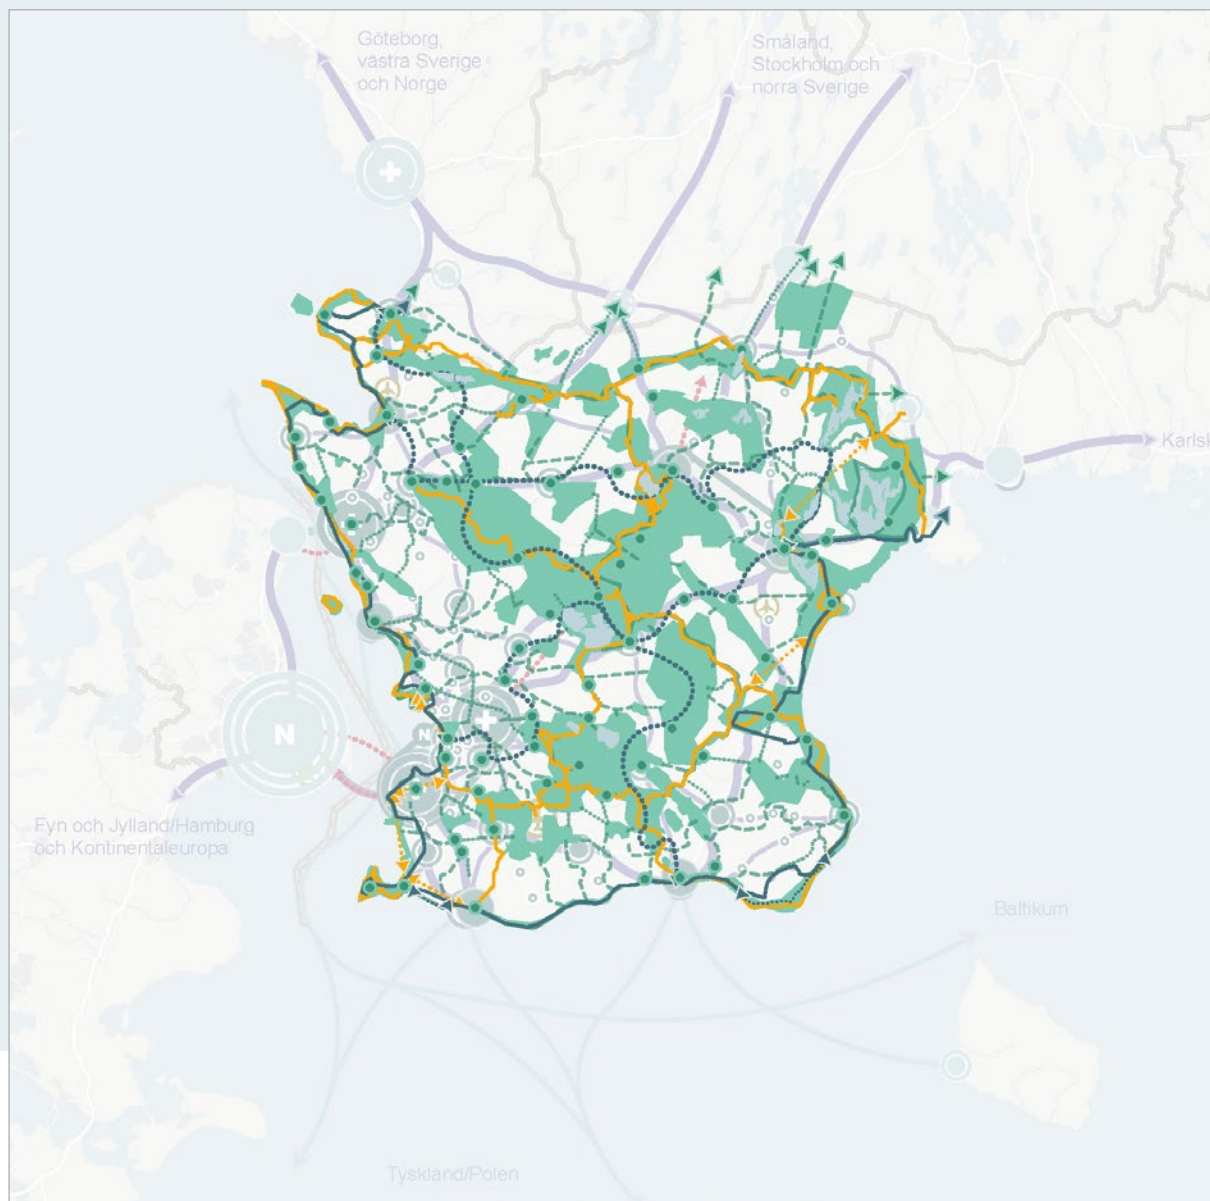 Göteborg,
västra Sverige
och Norge
Småland,
Stockholm och
norra Sverige
Karlsk
N
N
Fyn och Jylland/Hamburg
och Kontinentaleuropa
Baltikum
Tyskland/Polen